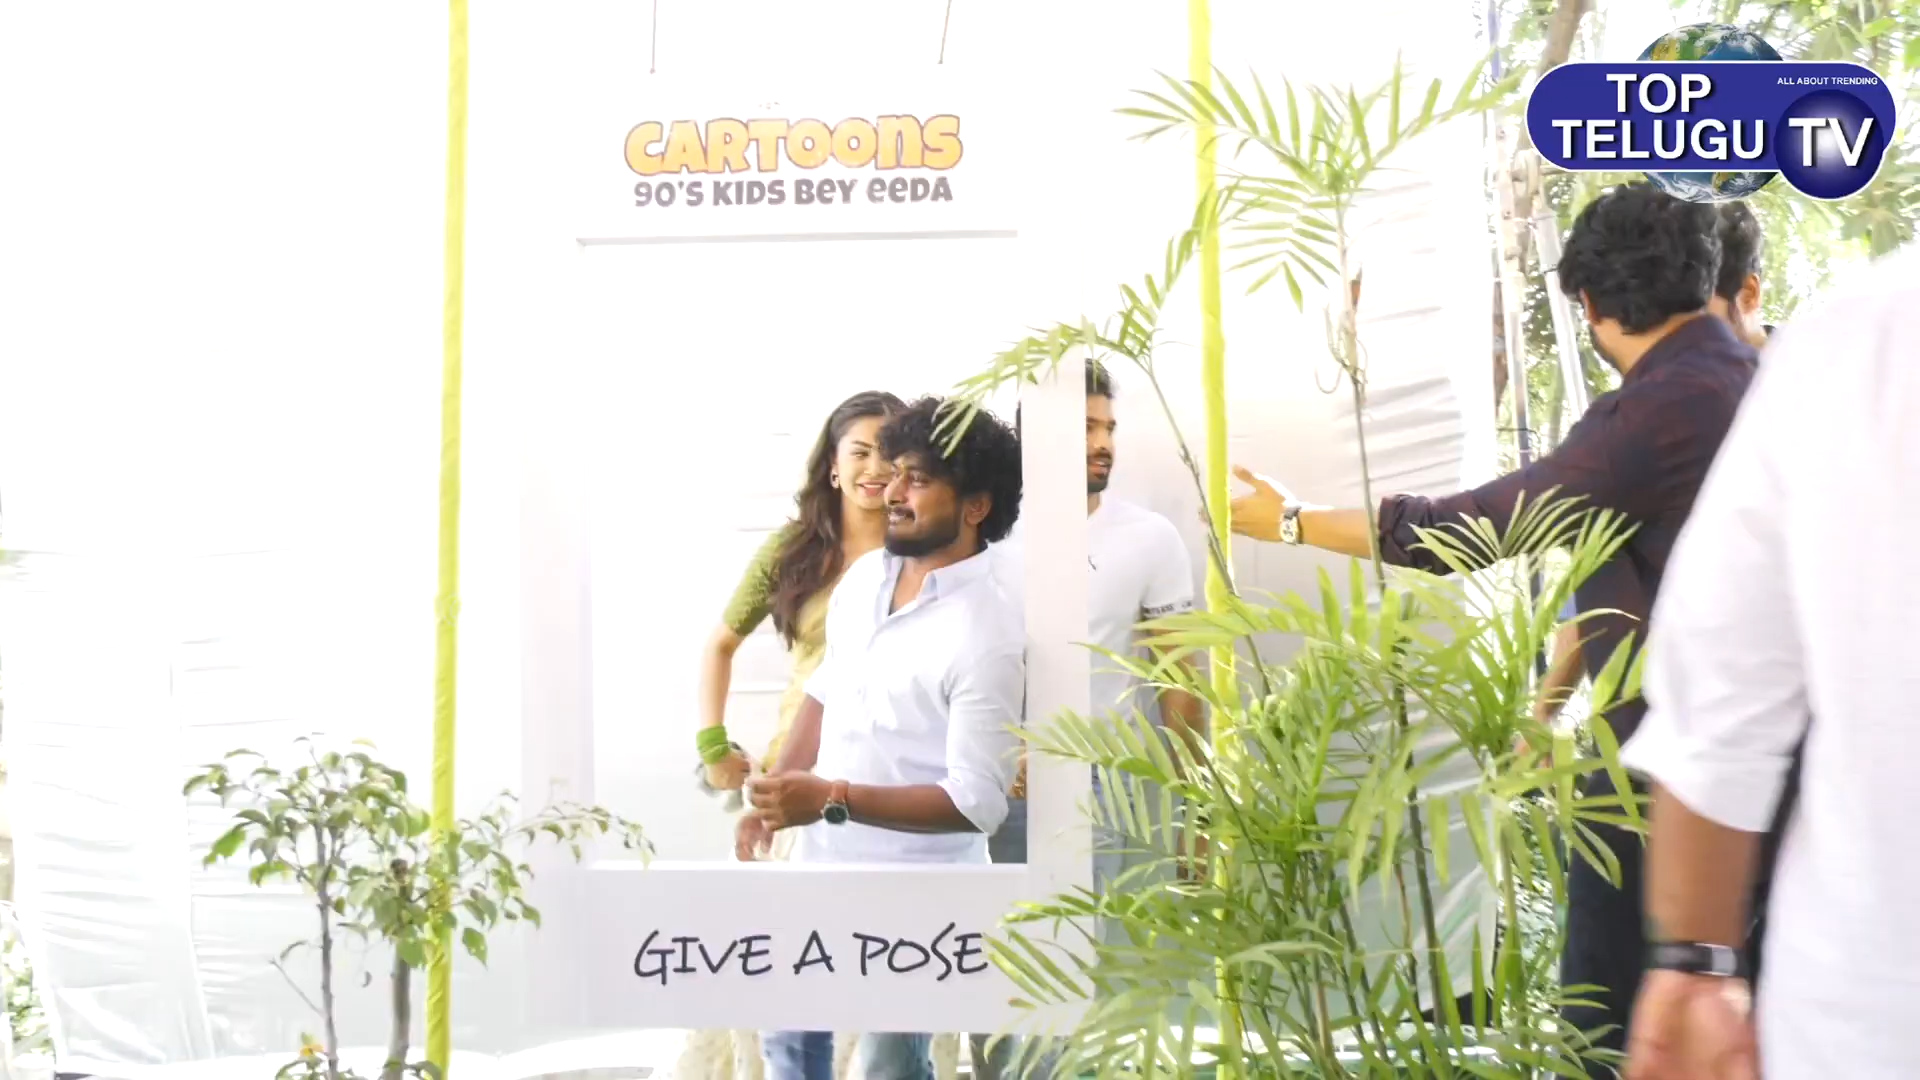 CARTOONS
90'S KIDS BEY EEDA
GIVE A POSE
TOP
ALL ABOUT TRENDING
TELUGU TV